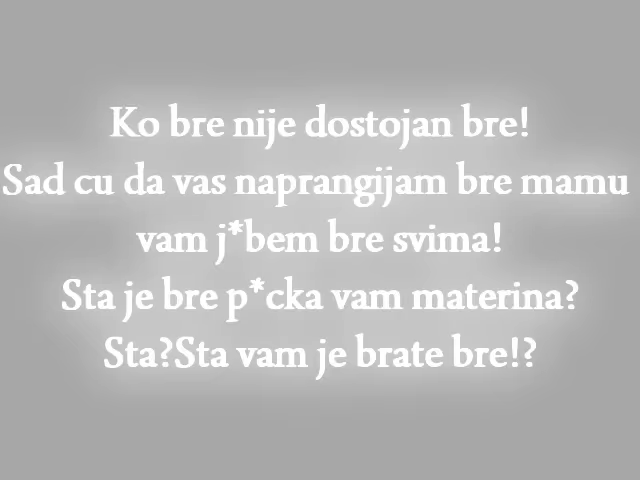 Ko bre nije dostojan bre!
Sad cu da vas naprangijam bre mamu
vam j*bem bre svima!
Sta je bre p*cka vam materina?
Sta?Sta vam je brate bre!?